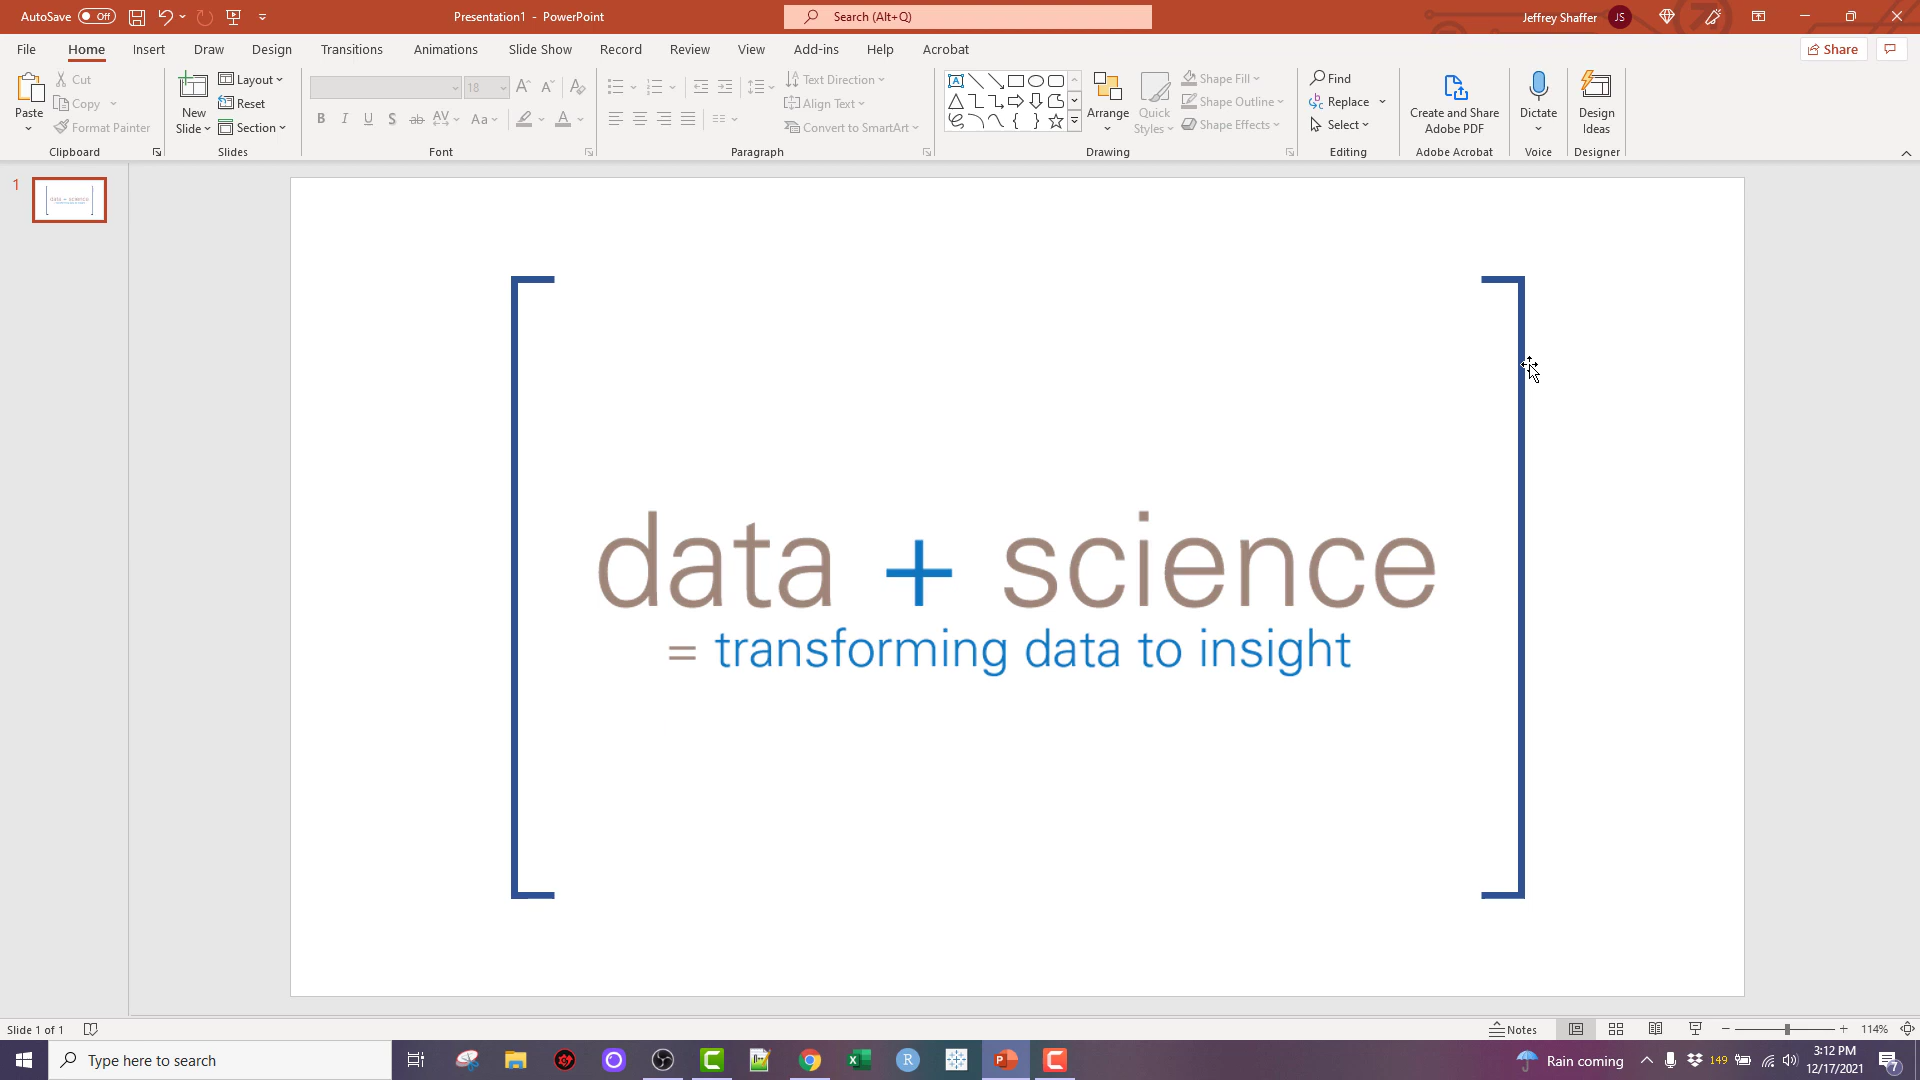 AutoSave Off
Presentation1 - PowerPoint
Search (Alt+Q)
Jeffrey Shaffer JS
File Home Insert Draw Design Transitions Animations Slide Show Record Review View Add-ins Help Acrobat
Share
Paste
Cut
Copy
Format Painter
Clipboard
New
Slide
Layout
Reset
Section
Slides
18
Font
Text Direction
Align Text
Convert to SmartArt
Paragraph
Arrange
Quick
Styles
Shape Fill
Shape Outline
Shape Effects
Drawing
Find
Replace
Select
Editing
Create and Share
Adobe PDF
Adobe Acrobat
Dictate
Voice
Design
Ideas
Designer
1
data + science
= transforming data to insight
Slide 1 of 1
Notes
114%
Type here to search
Rain coming
149
3:12 PM
12/17/2021
7